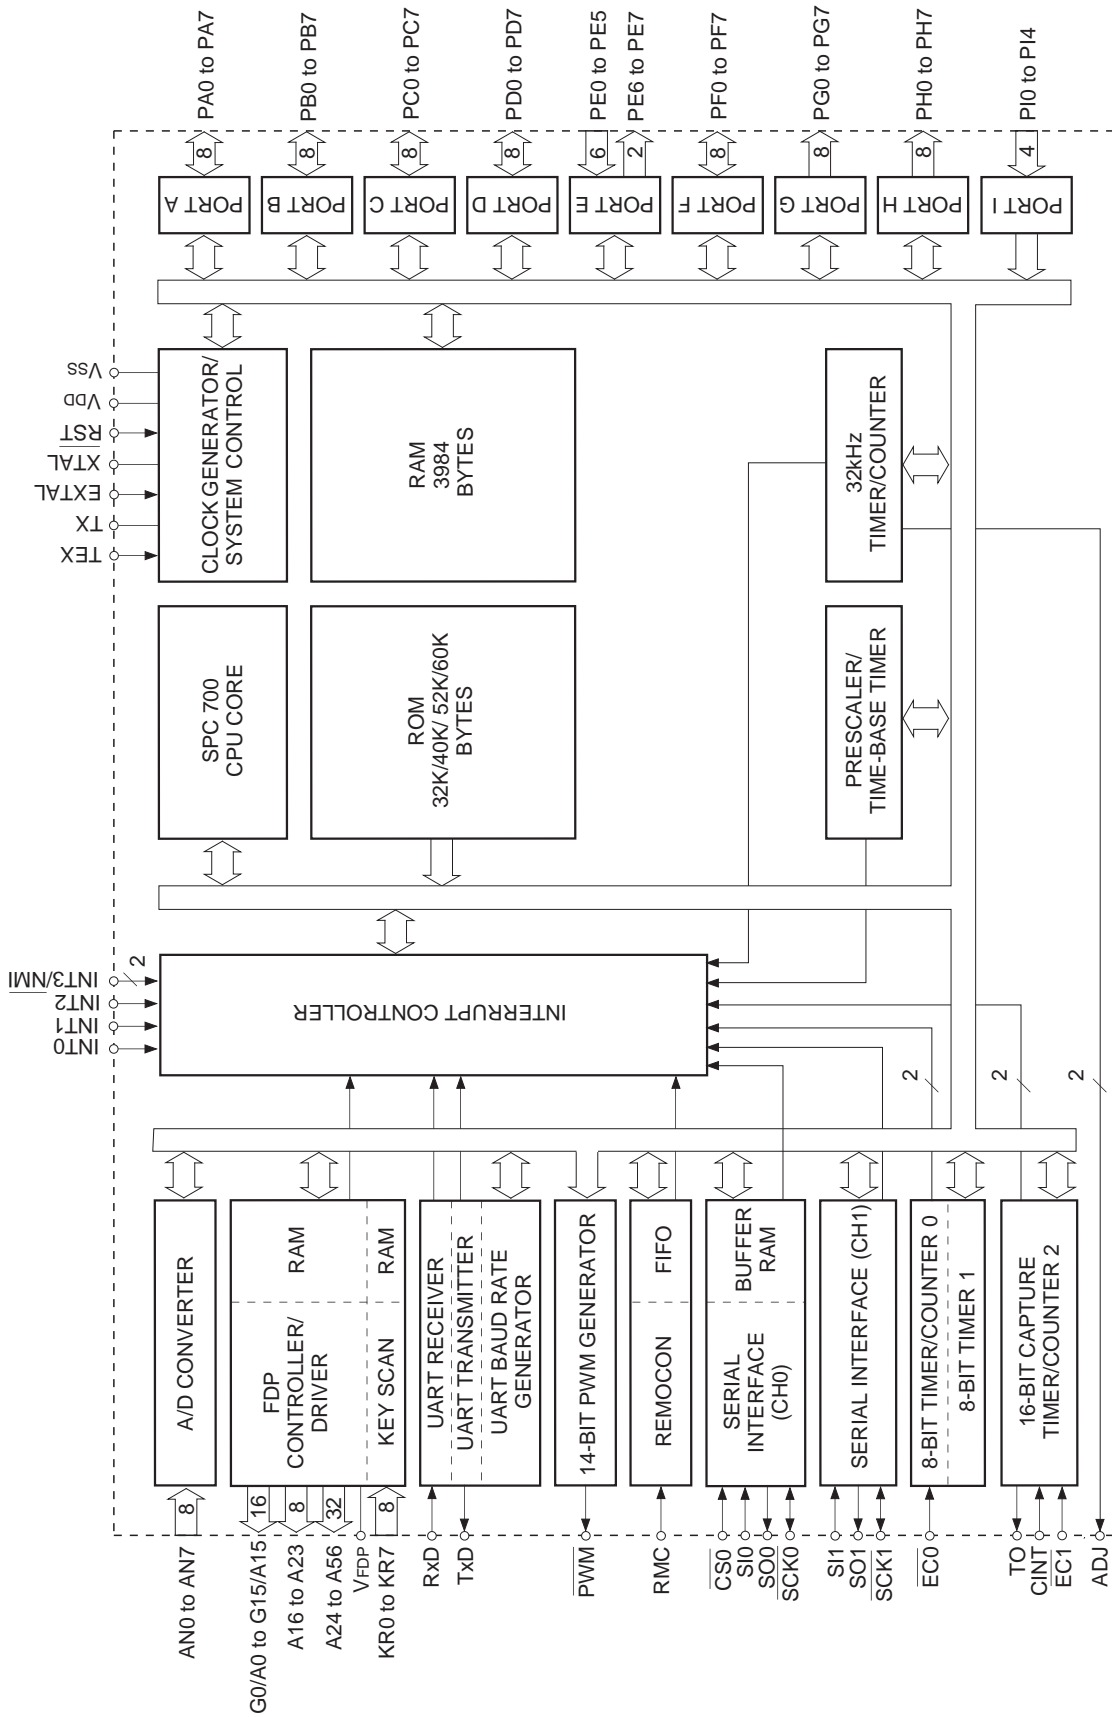 PA0 to PA7
PB0 to PB7
PC0 to PC7
PD0 to PD7
PE0 to PE5
PE6 to PE7
PF0 to PF7
PG0 to PG7
PH0 to PH7
PI0 to PI4
8
8
8
8
6
2
8
8
8
4
PORT A
PORT B
PORT C
PORT D
PORT E
PORT F
PORT G
PORT H
PORT I
VSS
VDD
RST
XTAL
EXTAL
TX
TEX
CLOCK GENERATOR/
SYSTEM CONTROL
RAM
3984
BYTES
32kHz
TIMER/COUNTER
SPC 700
CPU CORE
ROM
32K/40K/ 52K/60K
BYTES
PRESCALER/
TIME-BASE TIMER
INT3/NMI
INT2
INT1
INT0
2
INTERRUPT CONTROLLER
2
2
2
A/D CONVERTER
FDP
CONTROLLER/
DRIVER
RAM
KEY SCAN
RAM
UART RECEIVER
UART TRANSMITTER
UART BAUD RATE
GENERATOR
14-BIT PWM GENERATOR
REMOCON
FIFO
SERIAL
INTERFACE
(CH0)
BUFFER
RAM
SERIAL INTERFACE (CH1)
8-BIT TIMER/COUNTER 0
8-BIT TIMER 1
16-BIT CAPTURE
TIMER/COUNTER 2
8
16
8
32
8
AN0 to AN7
G0/A0 to G15/A15
A16 to A23
A24 to A56
VFDP
KR0 to KR7
RxD
TxD
PWM
RMC
CS0
SI0
SO0
SCK0
SI1
SO1
SCK1
EC0
TO
CINT
EC1
ADJ